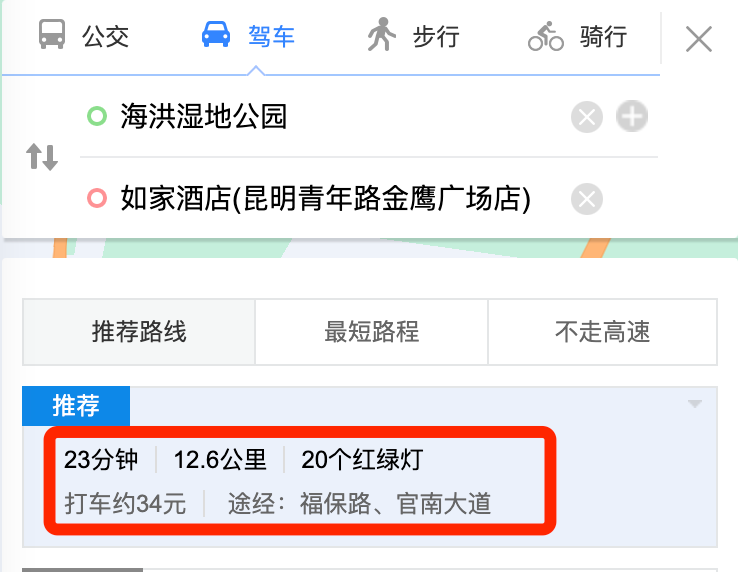 公交 驾车 步行 骑行
海洪湿地公园
如家酒店(昆明青年路金鹰广场店)
推荐路线 最短路程 不走高速
推荐
23分钟 12.6公里 20个红绿灯
打车约34元 途经：福保路、官南大道